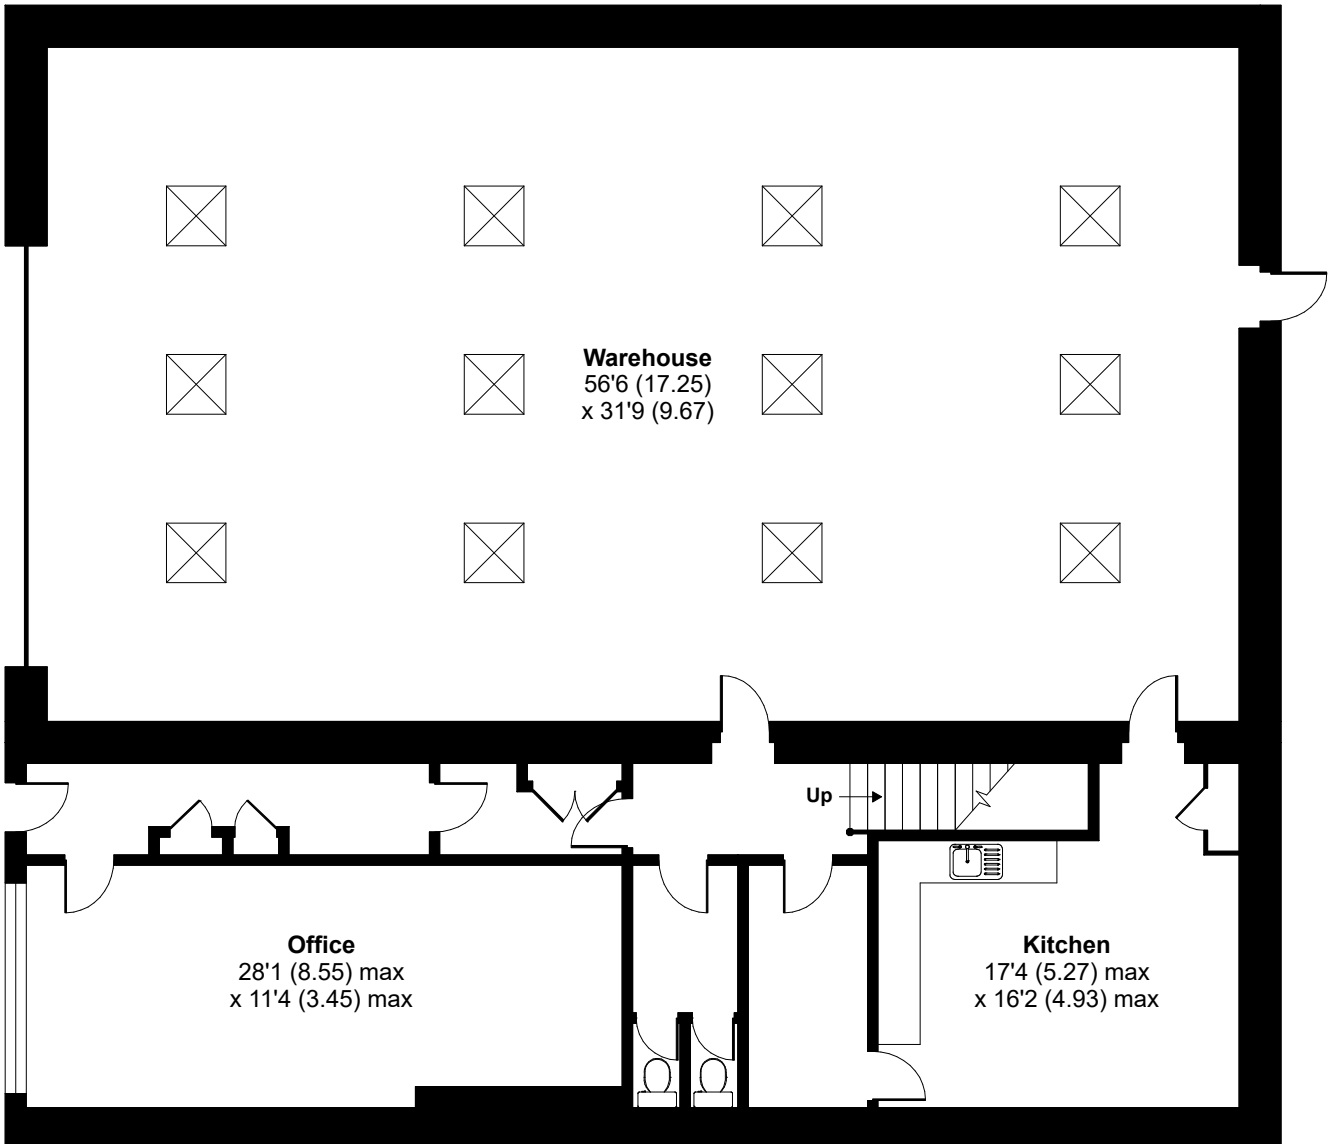 Warehouse
56'6 (17.25)
x 31'9 (9.67)
Up
Office
28'1 (8.55) max
x 11'4 (3.45) max
Kitchen
17'4 (5.27) max
x 16'2 (4.93) max